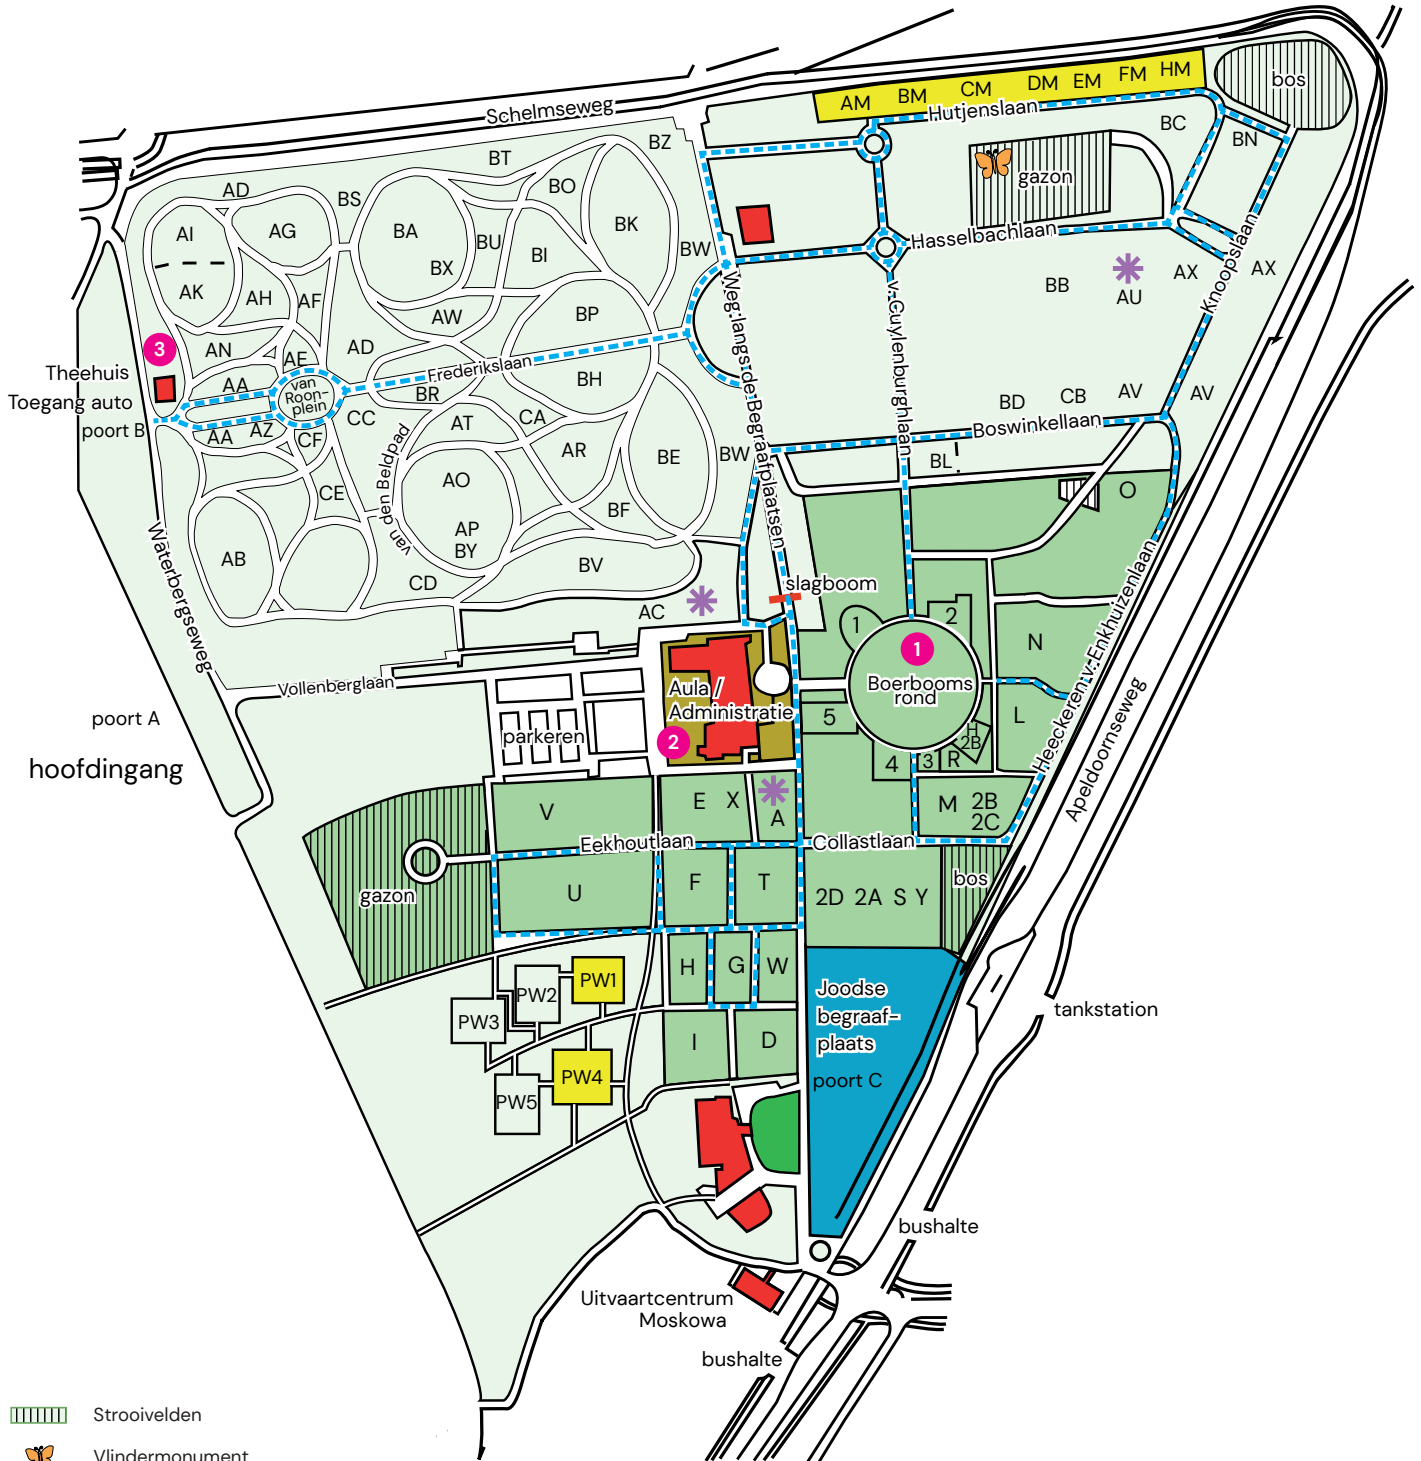 Schelmseweg
AM
BM
CM
DM
EM
FM
HM
bos
Hutjenslaan
BC
BN
gazon
BZ
BT
BO
BS
AD
AI
AG
BA
BU
BI
BK
BW
BX
AK
AH
AF
AW
BP
Hasselbachlaan
BB
AU
AX
AX
Knoopslaan
v. Cuylenburghlaan
Weg langs de Begraafplaatsen
3
AN
AE
AD
Theehuis
Toegang auto
poort B
AA
van
Roon-
plein
Frederikslaan
BR
BH
CC
CA
AT
AA
AZ
CF
van den Beldpad
AR
BE
BW
BD
CB
AV
AV
Boswinkellaan
BL
O
CE
AO
AP
BY
BF
AB
CD
BV
AC
Waterbergseweg
slagboom
1
2
1
Boerbooms
rond
N
v. Heeckeren v. Enkhuizenlaan
Vollenberglaan
poort A
hoofdingang
parkeren
Aula /
Administratie
2
5
L
H
2B
4
3
R
Apeldoornseweg
V
E
X
A
M
2B
2C
Eekhoutlaan
Collastlaan
gazon
U
F
T
2D
2A
S
Y
bos
H
G
W
PW1
PW2
PW3
Joodse
begraaf-
plaats
poort C
tankstation
I
D
PW4
PW5
bushalte
Uitvaartcentrum
Moskowa
bushalte
Strooivelden
Vlindermonument